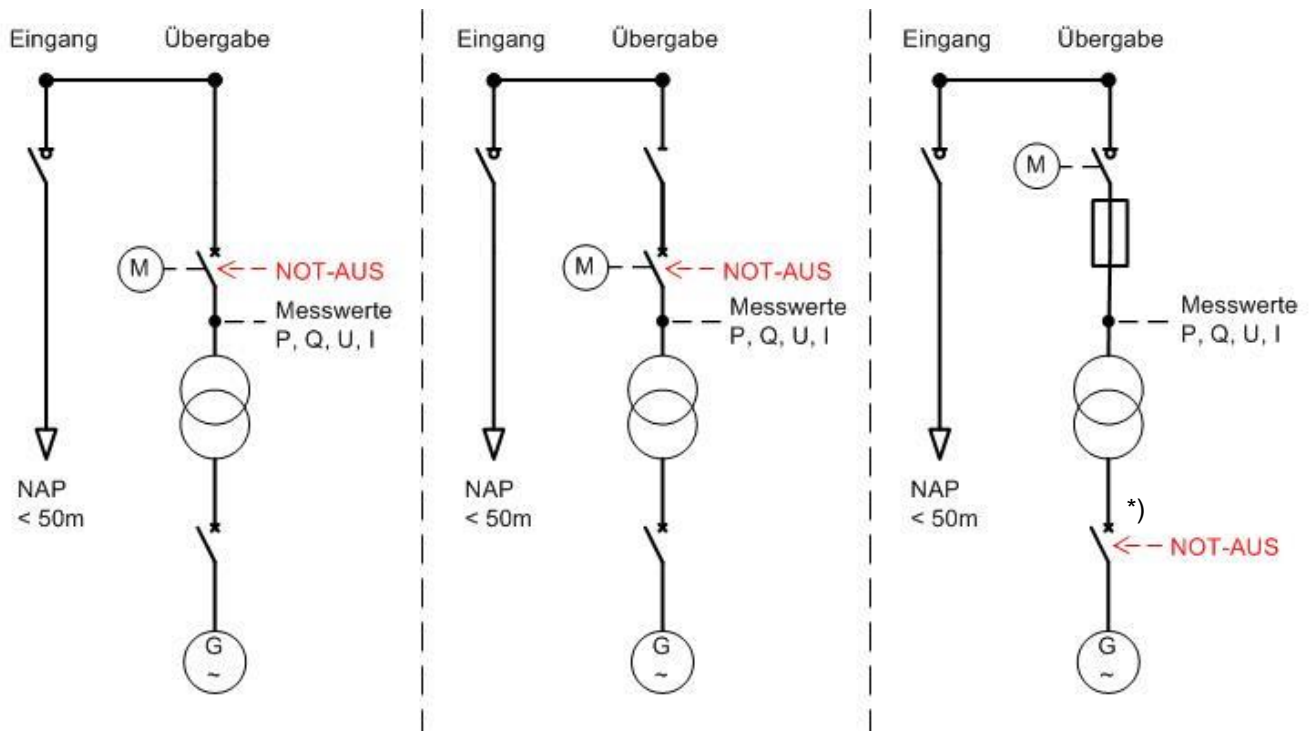 Eingang Übergabe
M
NOT-AUS
Messwerte
P, Q, U, I
NAP
< 50m
G
~
Eingang Übergabe
M
NOT-AUS
Messwerte
P, Q, U, I
NAP
< 50m
G
~
Eingang Übergabe
M
Messwerte
P, Q, U, I
NAP
< 50m
*)
NOT-AUS
G
~